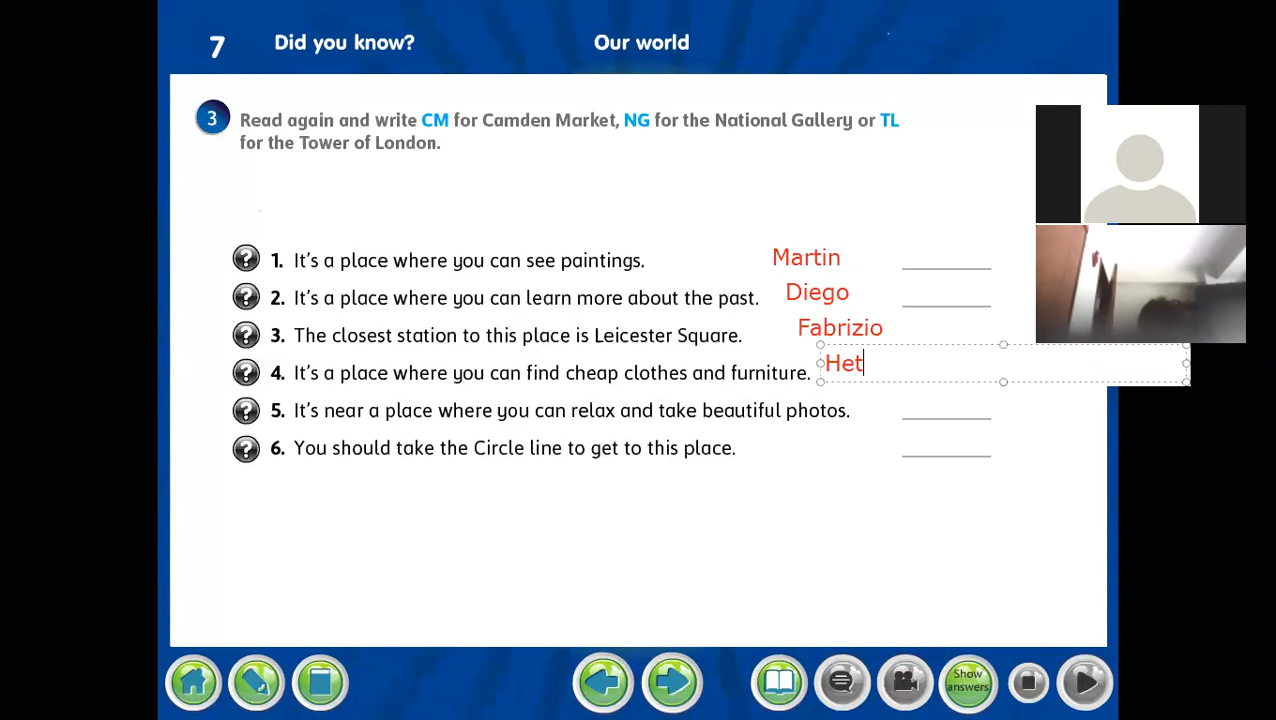 7 Did you know? Our world
3 Read again and write CM for Camden Market, NG for the National Gallery or TL
for the Tower of London.
? 1. It's a place where you can see paintings. Martin
? 2. It's a place where you can learn more about the past. Diego
? 3. The closest station to this place is Leicester Square. Fabrizio
? 4. It's a place where you can find cheap clothes and furniture. Het
? 5. It's near a place where you can relax and take beautiful photos.
? 6. You should take the Circle line to get to this place.
Show
answers